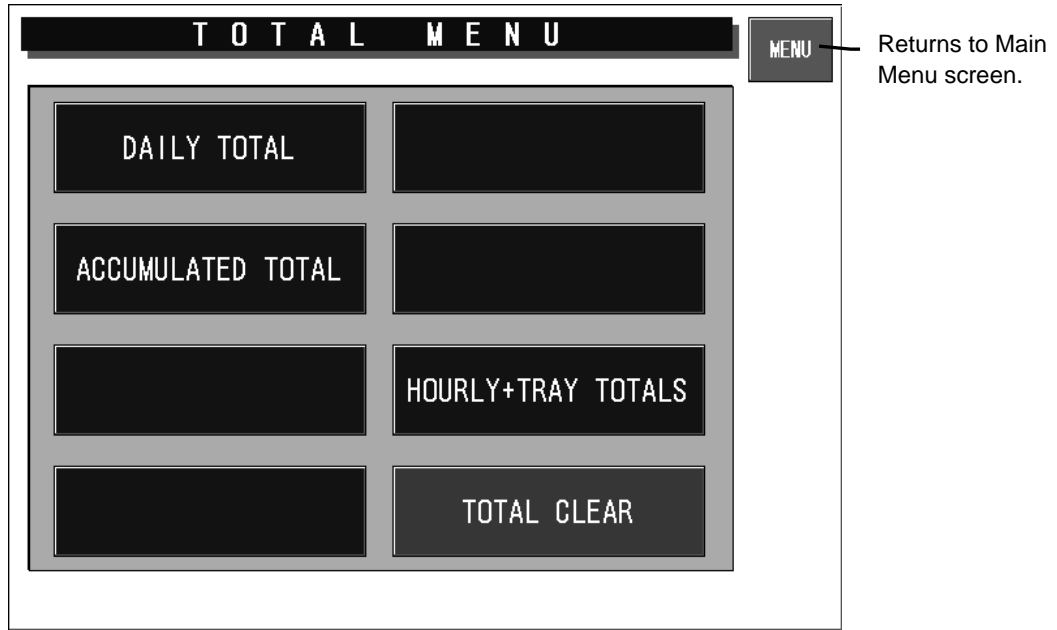 TOTAL MENU
MENU
Returns to Main
Menu screen.
DAILY TOTAL
ACCUMULATED TOTAL
HOURLY+TRAY TOTALS
TOTAL CLEAR